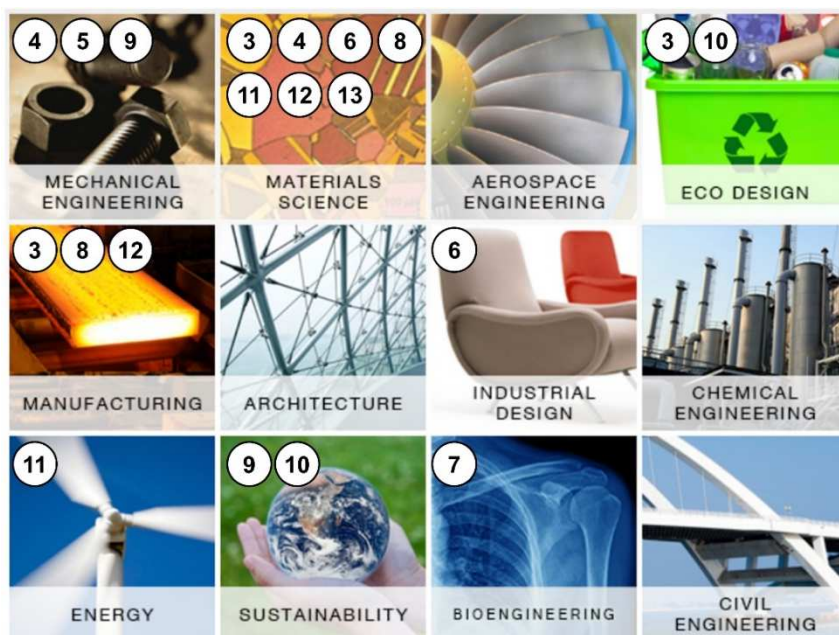 4 5 9
3 4 6 8
11 12 13
3 10
MECHANICAL
ENGINEERING
MATERIALS
SCIENCE
AEROSPACE
ENGINEERING
ECO DESIGN
3 8 12
6
MANUFACTURING
ARCHITECTURE
INDUSTRIAL
DESIGN
CHEMICAL
ENGINEERING
11
9 10
7
ENERGY
SUSTAINABILITY
BIOENGINEERING
CIVIL
ENGINEERING